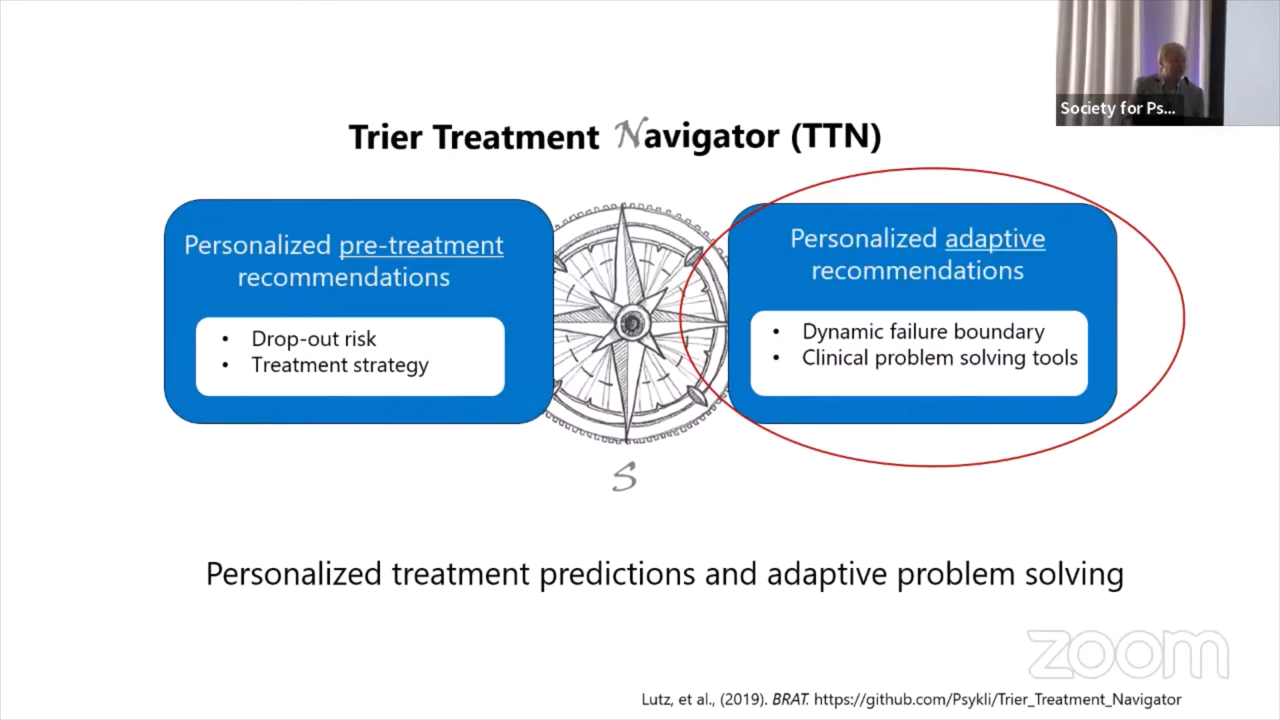 Society for Ps...
Trier Treatment Navigator (TTN)
Personalized pre-treatment
recommendations
• Drop-out risk
• Treatment strategy
Personalized adaptive
recommendations
• Dynamic failure boundary
• Clinical problem solving tools
S
Personalized treatment predictions and adaptive problem solving
zoom
Lutz, et al., (2019). BRAT. https://github.com/Psykli/Trier_Treatment_Navigator